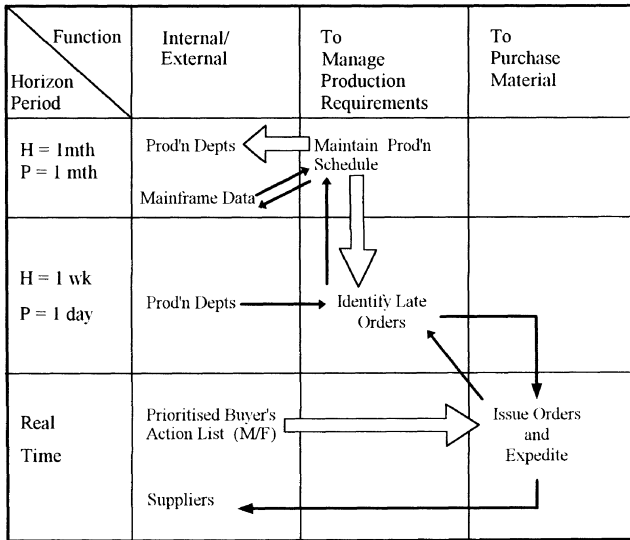 Function
Horizon
Period
Internal/
External
To
Manage
Production
Requirements
To
Purchase
Material
H = 1mth
P = 1 mth
Prod'n Depts
Mainframe Data
Maintain Prod'n
Schedule
H = 1 wk
P = 1 day
Prod'n Depts
Identify Late
Orders
Real
Time
Prioritised Buyer's
Action List (M/F)
Suppliers
Issue Orders
and
Expedite